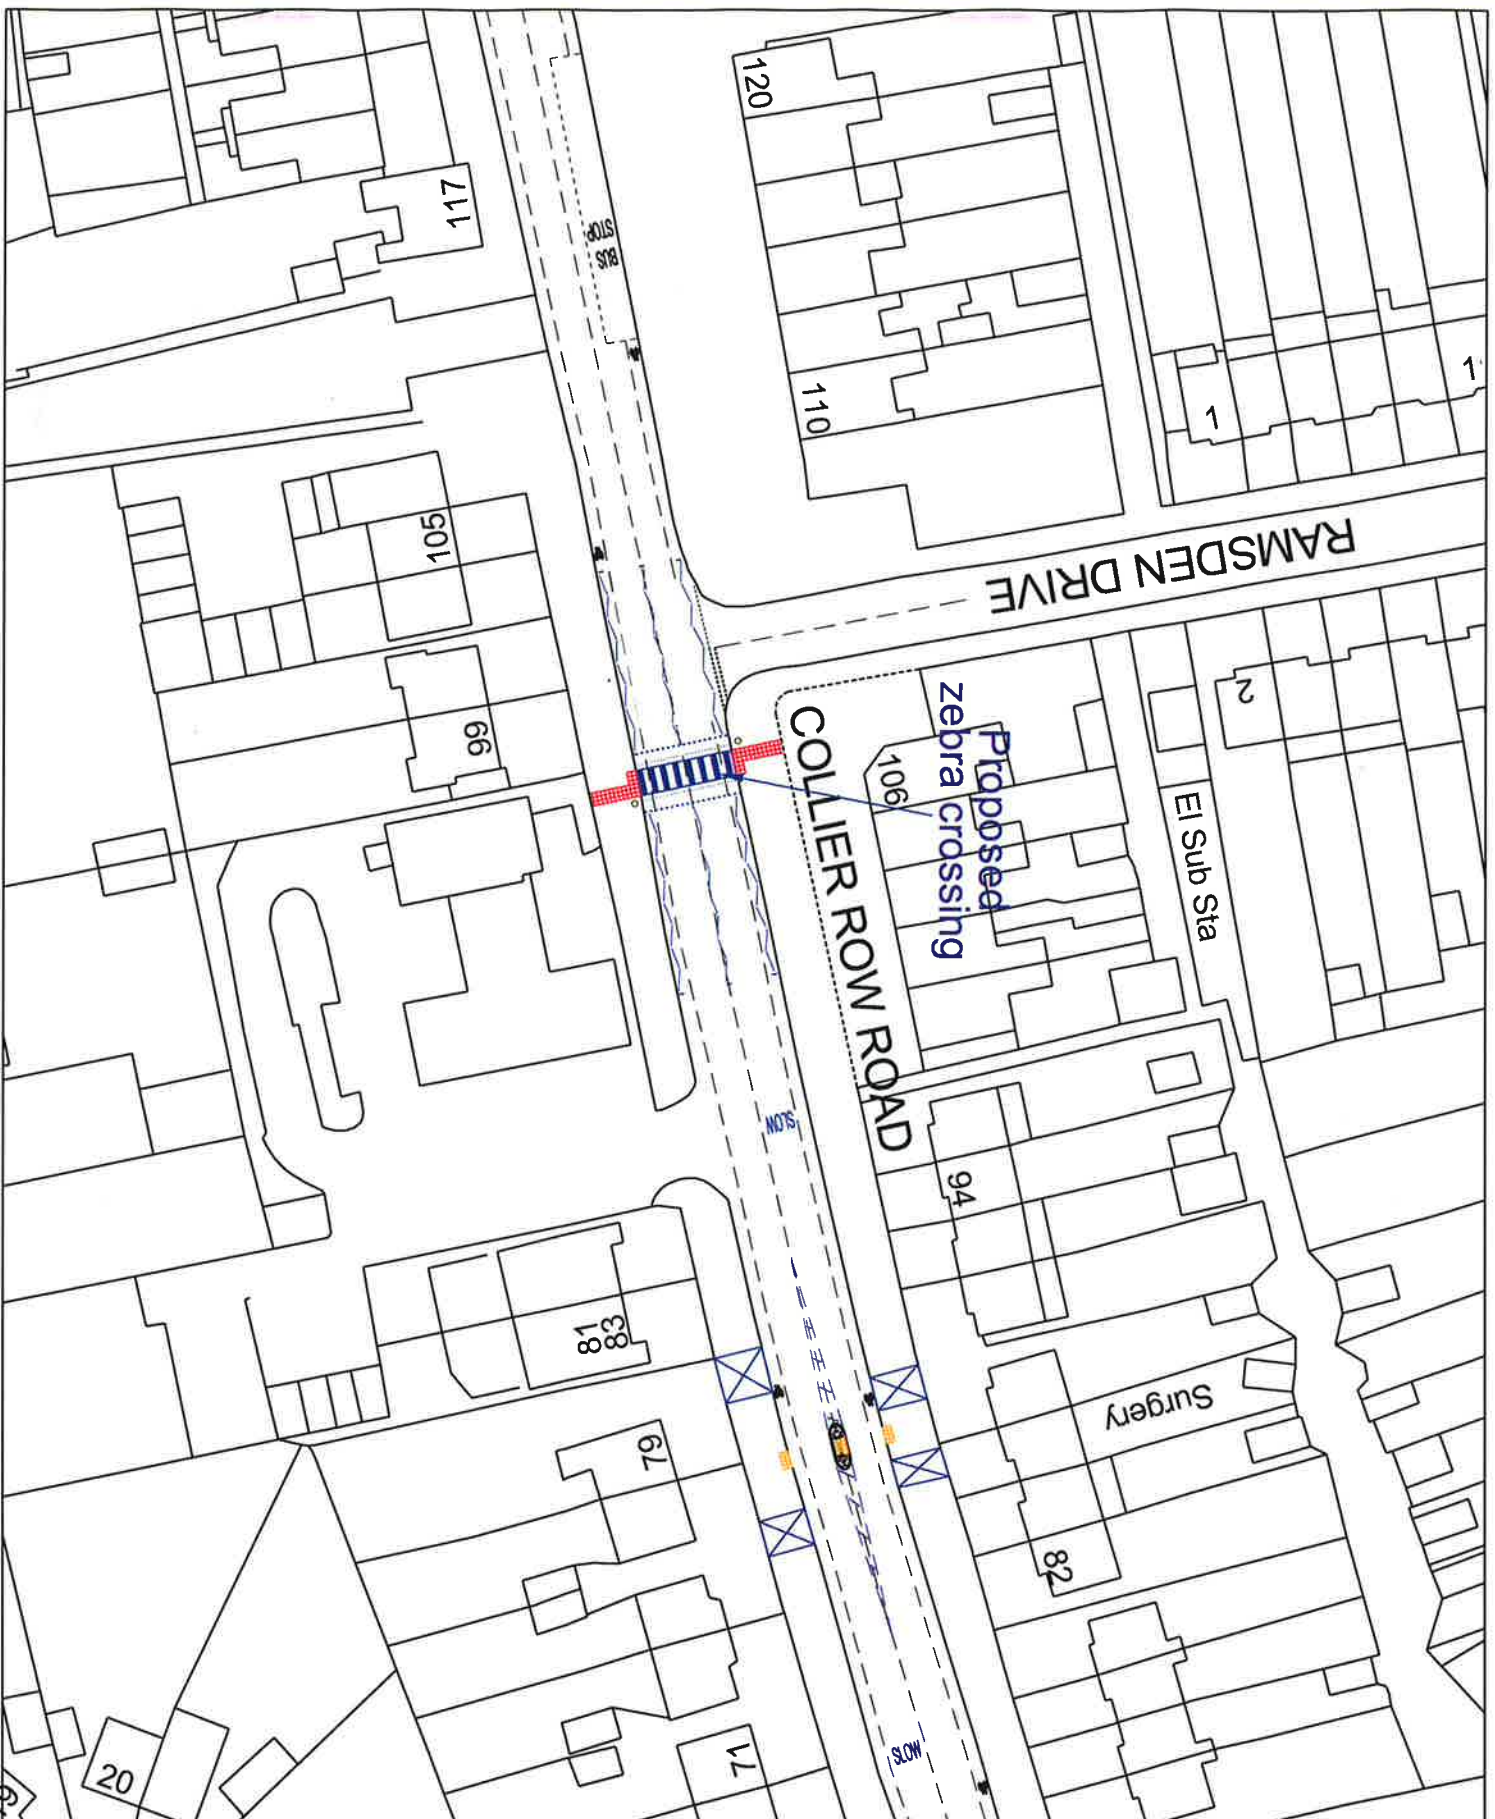 120
117
BUS
STOP
110
1
1
105
RAMSDEN DRIVE
2
99
Proposed
zebra crossing
106
COLLIER ROW ROAD
El Sub Sta
SLOW
94
81
83
Surgery
79
82
71
SLOW
20